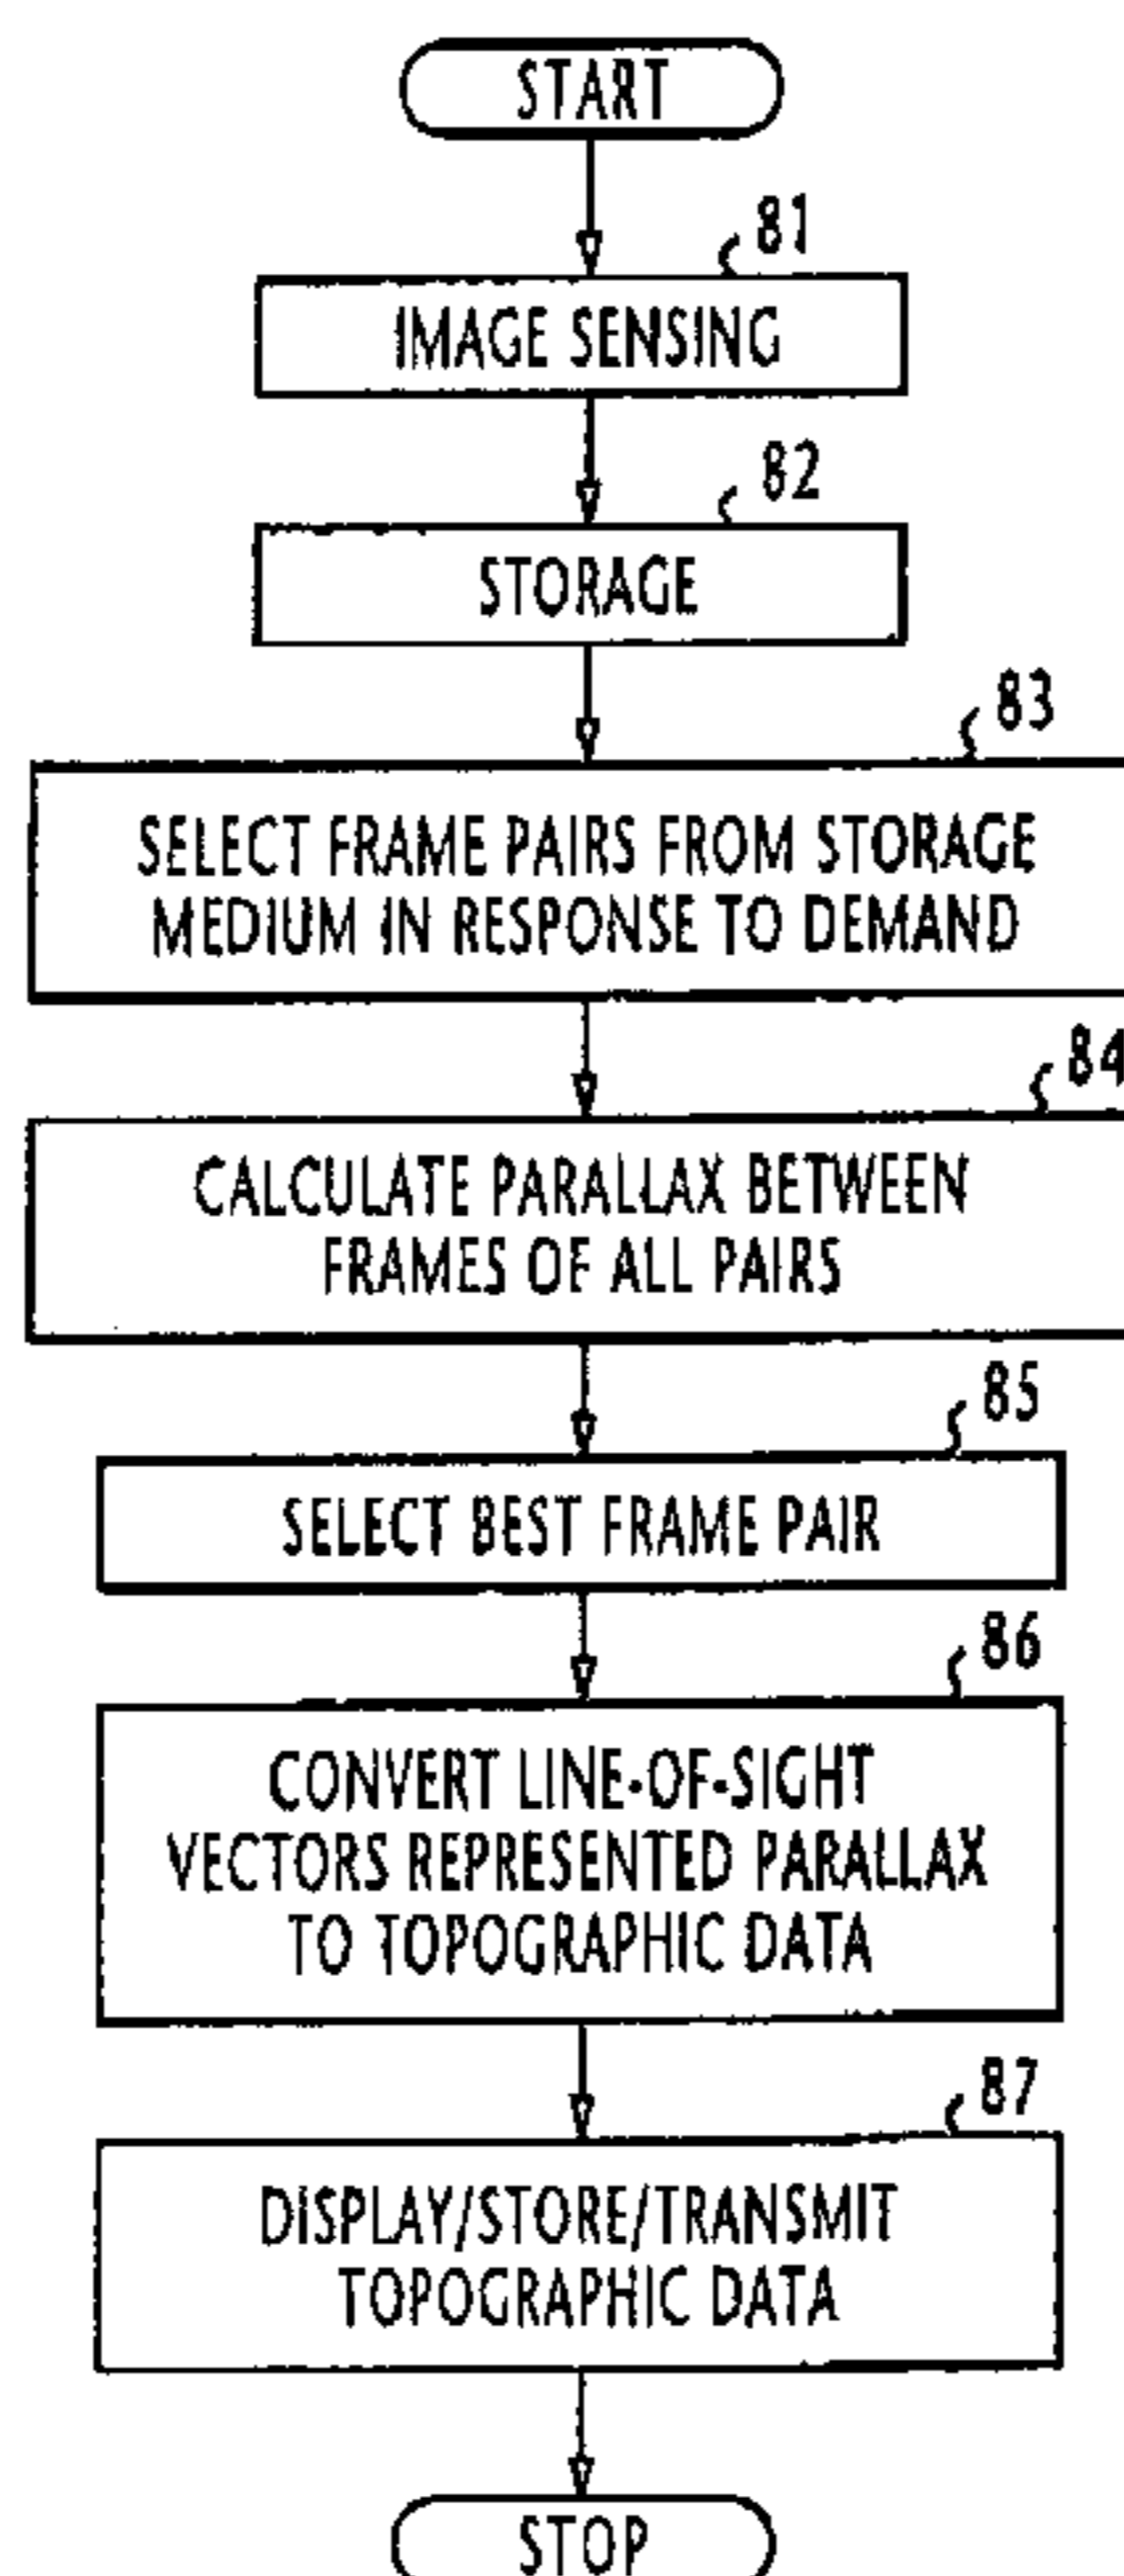 START
81
IMAGE SENSING
82
STORAGE
83
SELECT FRAME PAIRS FROM STORAGE
MEDIUM IN RESPONSE TO DEMAND
84
CALCULATE PARALLAX BETWEEN
FRAMES OF ALL PAIRS
85
SELECT BEST FRAME PAIR
86
CONVERT LINE-OF-SIGHT
VECTORS REPRESENTED PARALLAX
TO TOPOGRAPHIC DATA
87
DISPLAY/STORE/TRANSMIT
TOPOGRAPHIC DATA
STOP